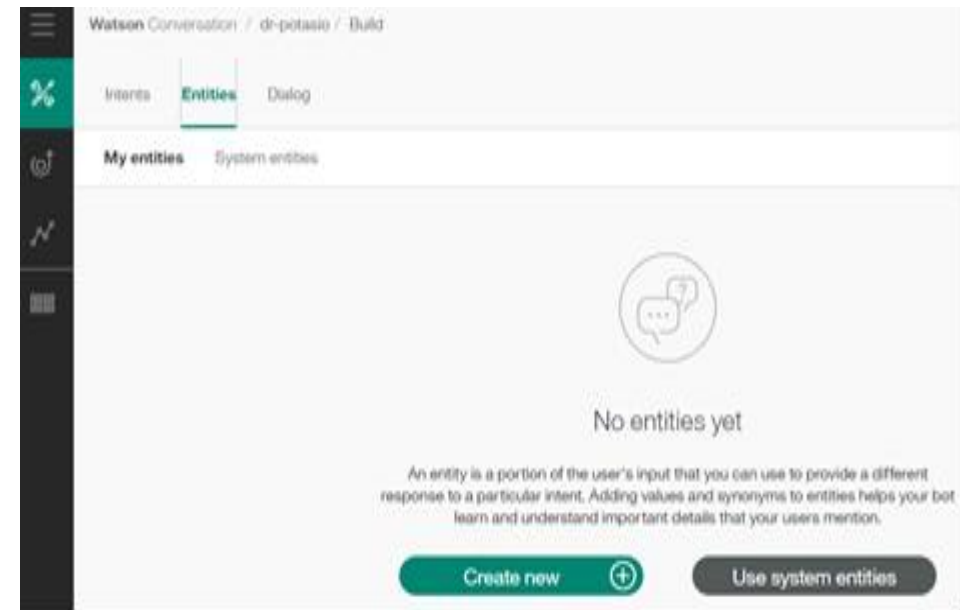 Watson Conversation / dr-potasio / Build
Intents Entities Dialog
My entities System entities
No entities yet
An entity is a portion of the user's input that you can use to provide a different
response to a particular intent. Adding values and synonyms to entities helps your bot
learn and understand important details that your users mention.
Create new Use system entities